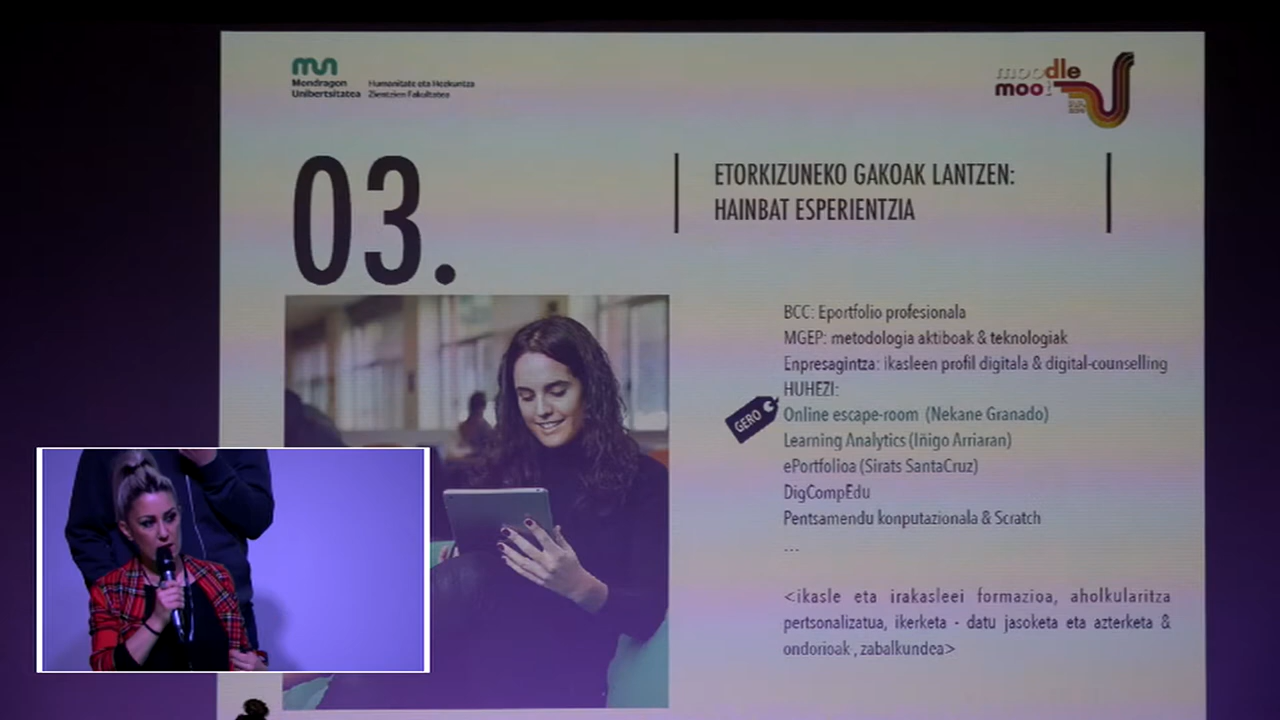 Mondragon
Unibertsitatea
Humanitate eta Hezkuntza
Zientzien Fakultatea
moodle
moot
03.
ETORKIZUNEKO GAKOAK LANTZEN:
HAINBAT ESPERIENTZIA
BCC: Eportfolio profesionala
MGEP: metodologia aktiboak & teknologiak
Enpresagintza: ikasleen profil digitala & digital-counselling
HUHEZI:
GERO
Online escape-room (Nekane Granado)
Learning Analytics (Iñigo Arriaran)
ePortfolioa (Sirats SantaCruz)
DigCompEdu
Pentsamendu konputazionala & Scratch
...
<ikasle eta irakasleei formazioa, aholkularitza
pertsonalizatua, ikerketa - datu jasoketa eta azterketa &
ondorioak , zabalkundea>